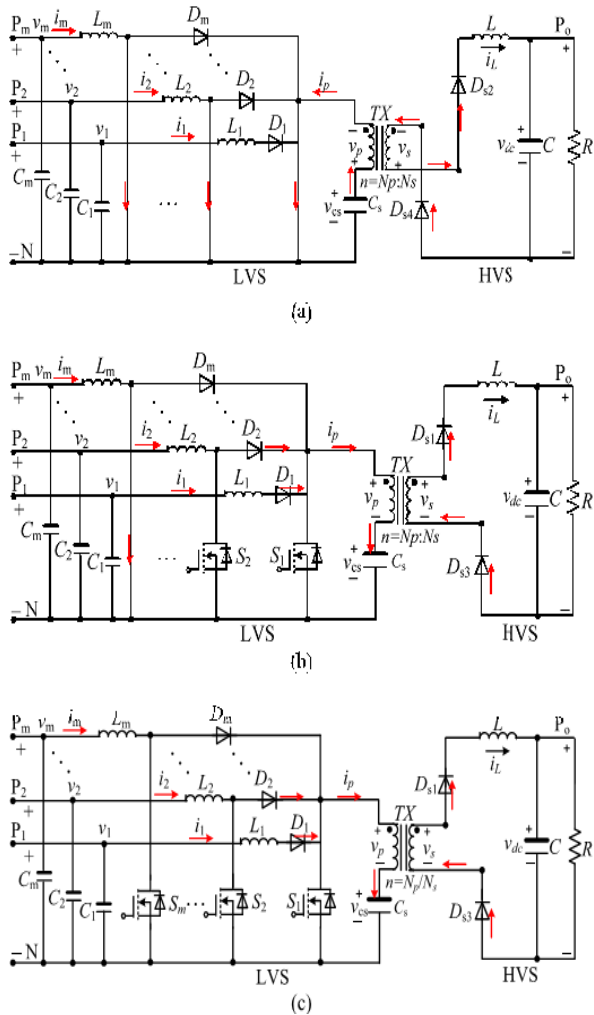 Pm vm im Lm Dm L Po
+ iL +
P2 v2 i2 L2 D2 ip Ds2
+
P1 v1 i1 L1 D1 TX
+ − − + vdc C R
Cm C2 C1 ... vp vs −
+ +
n=Np:Ns
+ vcs − Cs Ds4
−N LVS HVS −
(a)
Pm vm im Lm Dm L Po
+ iL +
P2 v2 i2 L2 D2 ip Ds1
+
P1 v1 i1 L1 D1 TX
+ + + + vdc C R
vp vs −
− −
Cm C2 C1 ... S2 S1 n=Np:Ns
+ vcs − Cs Ds3
−N LVS HVS −
(b)
Pm vm im Lm Dm L Po
+ iL +
P2 v2 i2 L2 D2 ip Ds1
+
P1 v1 i1 L1 D1 TX
+ + + + vdc C R
vp vs −
− −
n=Np/Ns
Cm C2 C1 Sm ... S2 S1
+ vcs − Cs Ds3
−N LVS HVS −
(c)